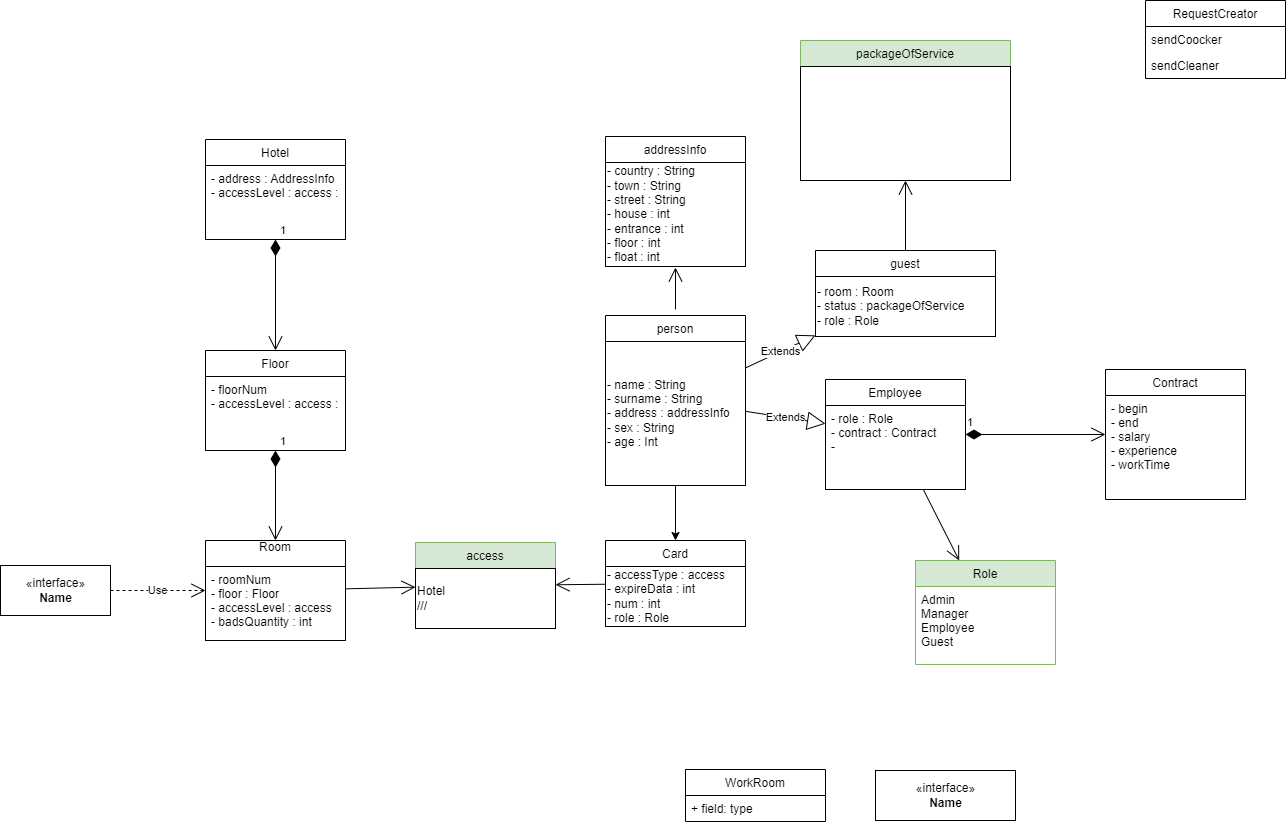 RequestCreator
sendCoocker
sendCleaner
packageOfService
Hotel
- address : AddressInfo
- accessLevel : access :
1
addressInfo
- country : String
- town : String
- street : String
- house : int
- entrance : int
- floor : int
- float : int
guest
- room : Room
- status : packageOfService
- role : Role
person
- name : String
- surname : String
- address : addressInfo
- sex : String
- age : Int
Extends
Extends
Floor
- floorNum
- accessLevel : access :
1
Employee
- role : Role
- contract : Contract
-
1
Contract
- begin
- end
- salary
- experience
- workTime
Room
- roomNum
- floor : Floor
- accessLevel : access
- badsQuantity : int
«interface»
Name
Use
access
Hotel
///
Card
- accessType : access
- expireData : int
- num : int
- role : Role
Role
Admin
Manager
Employee
Guest
WorkRoom
+ field: type
«interface»
Name